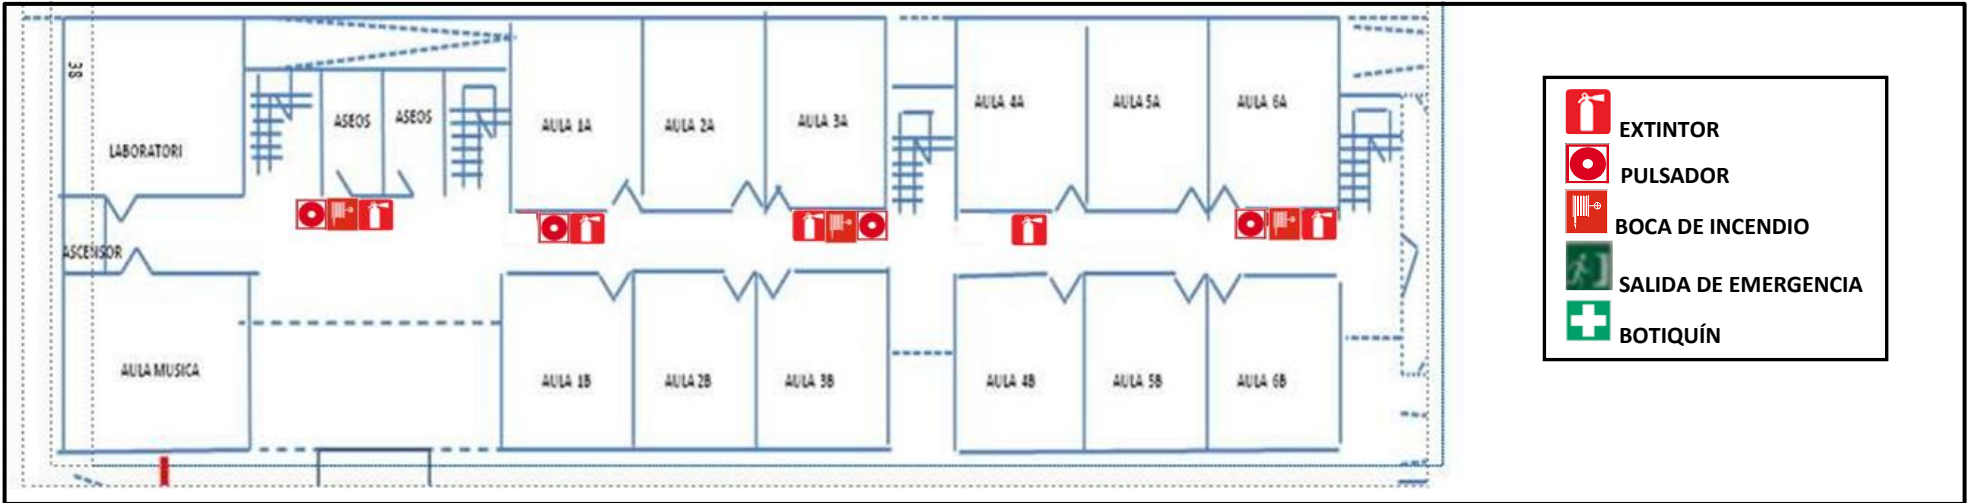 38
LABORATORI
ASEOS
ASEOS
AULA 1A
AULA 2A
AULA 3A
AULA 4A
AULA 5A
AULA 6A
ASCENSOR
AULA MUSICA
AULA 1B
AULA 2B
AULA 3B
AULA 4B
AULA 5B
AULA 6B
EXTINTOR
PULSADOR
BOCA DE INCENDIO
SALIDA DE EMERGENCIA
BOTIQUÍN